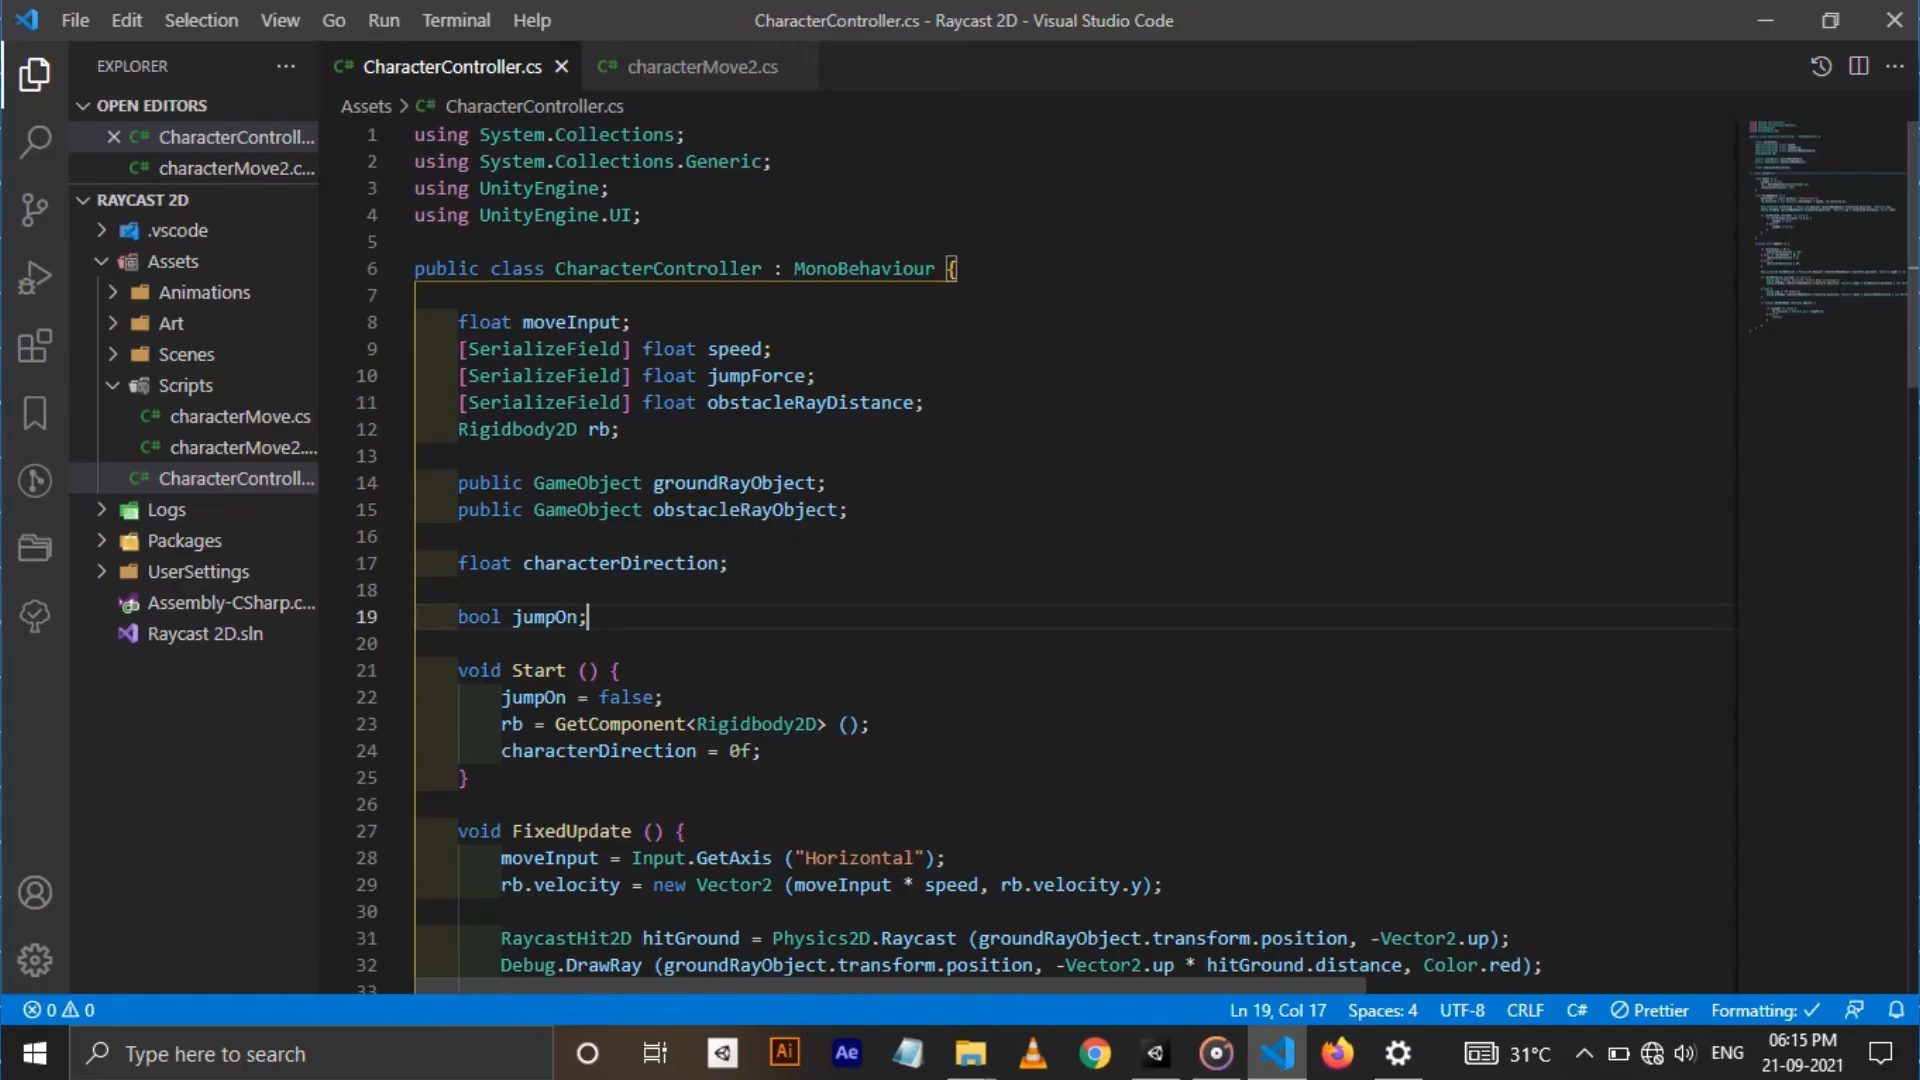 File Edit Selection View Go Run Terminal Help
CharacterController.cs - Raycast 2D - Visual Studio Code
EXPLORER
C# CharacterController.cs
C# characterMove2.cs
OPEN EDITORS
C# CharacterControll...
C# characterMove2.c...
RAYCAST 2D
.vscode
Assets
Animations
Art
Scenes
Scripts
C# characterMove.cs
C# characterMove2....
C# CharacterControll...
Logs
Packages
UserSettings
Assembly-CSharp.c...
Raycast 2D.sln
Assets > C# CharacterController.cs
1 using System.Collections;
2 using System.Collections.Generic;
3 using UnityEngine;
4 using UnityEngine.UI;
5
6 public class CharacterController : MonoBehaviour {
7
8 float moveInput;
9 [SerializeField] float speed;
10 [SerializeField] float jumpForce;
11 [SerializeField] float obstacleRayDistance;
12 Rigidbody2D rb;
13
14 public GameObject groundRayObject;
15 public GameObject obstacleRayObject;
16
17 float characterDirection;
18
19 bool jumpOn;
20
21 void Start () {
22 jumpOn = false;
23 rb = GetComponent<Rigidbody2D> ();
24 characterDirection = 0f;
25 }
26
27 void FixedUpdate () {
28 moveInput = Input.GetAxis ("Horizontal");
29 rb.velocity = new Vector2 (moveInput * speed, rb.velocity.y);
30
31 RaycastHit2D hitGround = Physics2D.Raycast (groundRayObject.transform.position, -Vector2.up);
32 Debug.DrawRay (groundRayObject.transform.position, -Vector2.up * hitGround.distance, Color.red);
33
0 0 Ln 19, Col 17 Spaces: 4 UTF-8 CRLF C# Prettier Formatting: ✓
Type here to search
Ai
Ae
31°C
ENG
06:15 PM
21-09-2021